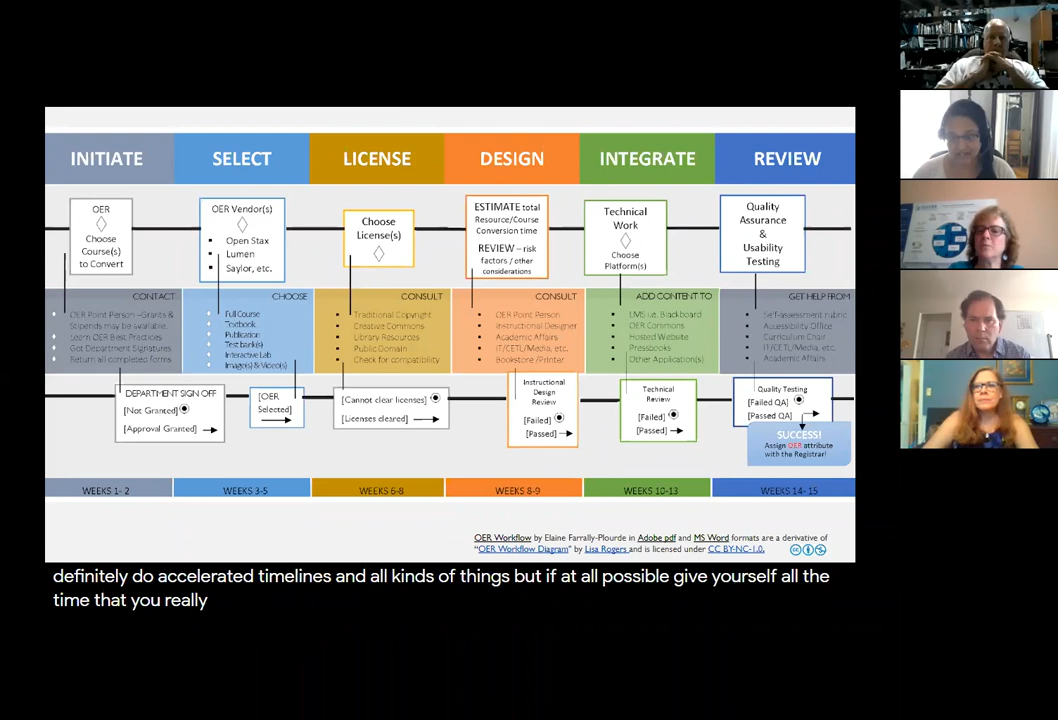 INITIATE
SELECT
LICENSE
DESIGN
INTEGRATE
REVIEW
OER
Choose
Course(s)
to Convert
OER Vendor(s)
Open Stax
Lumen
Saylor, etc.
Choose
License(s)
ESTIMATE total
Resource/Course
Conversion time
REVIEW – risk
factors / other
considerations
Technical
Work
Choose
Platform(s)
Quality
Assurance
&
Usability
Testing
CONTACT
OER Point Person –Grants &
Stipends may be available.
Learn OER Best Practices
Get Department Signatures
Return all completed forms
CHOOSE
Full Course
Textbook
Publication
Test bank(s)
Interactive Lab
Image(s) & Video(s)
CONSULT
Traditional Copyright
Creative Commons
Library Resources
Public Domain
Check for compatibility
CONSULT
OER Point Person
Instructional Designer
Academic Affairs
IT/CETL/Media, etc.
Bookstore /Printer
ADD CONTENT TO
LMS i.e. Blackboard
OER Commons
Hosted Website
Pressbooks
Other Application(s)
GET HELP FROM
Self-assessment rubric
Accessibility Office
Curriculum Chair
IT/CETL/Media, etc.
Academic Affairs
DEPARTMENT SIGN OFF
[Not Granted]
[Approval Granted]
[OER
Selected]
[Cannot clear licenses]
[Licenses cleared]
Instructional
Design
Review
[Failed]
[Passed]
Technical
Review
[Failed]
[Passed]
Quality Testing
[Failed QA]
[Passed QA]
SUCCESS!
Assign OER attribute
with the Registrar!
WEEKS 1- 2
WEEKS 3-5
WEEKS 6-8
WEEKS 8-9
WEEKS 10-13
WEEKS 14- 15
OER Workflow by Elaine Farrally-Plourde in Adobe pdf and MS Word formats are a derivative of
"OER Workflow Diagram" by Lisa Rogers and is licensed under CC BY-NC-1.0.
definitely do accelerated timelines and all kinds of things but if at all possible give yourself all the
time that you really